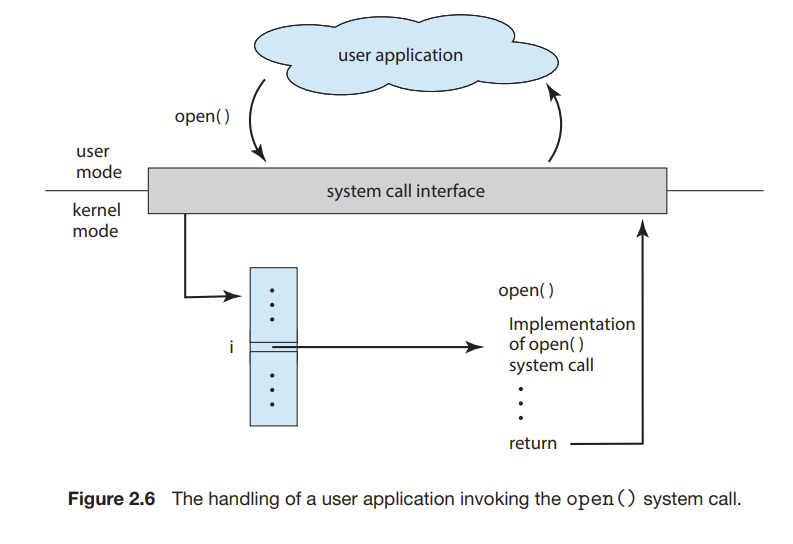 user application
open()
user
mode
system call interface
kernel
mode
open()
Implementation
of open()
system call
i
return
Figure 2.6 The handling of a user application invoking the open() system call.